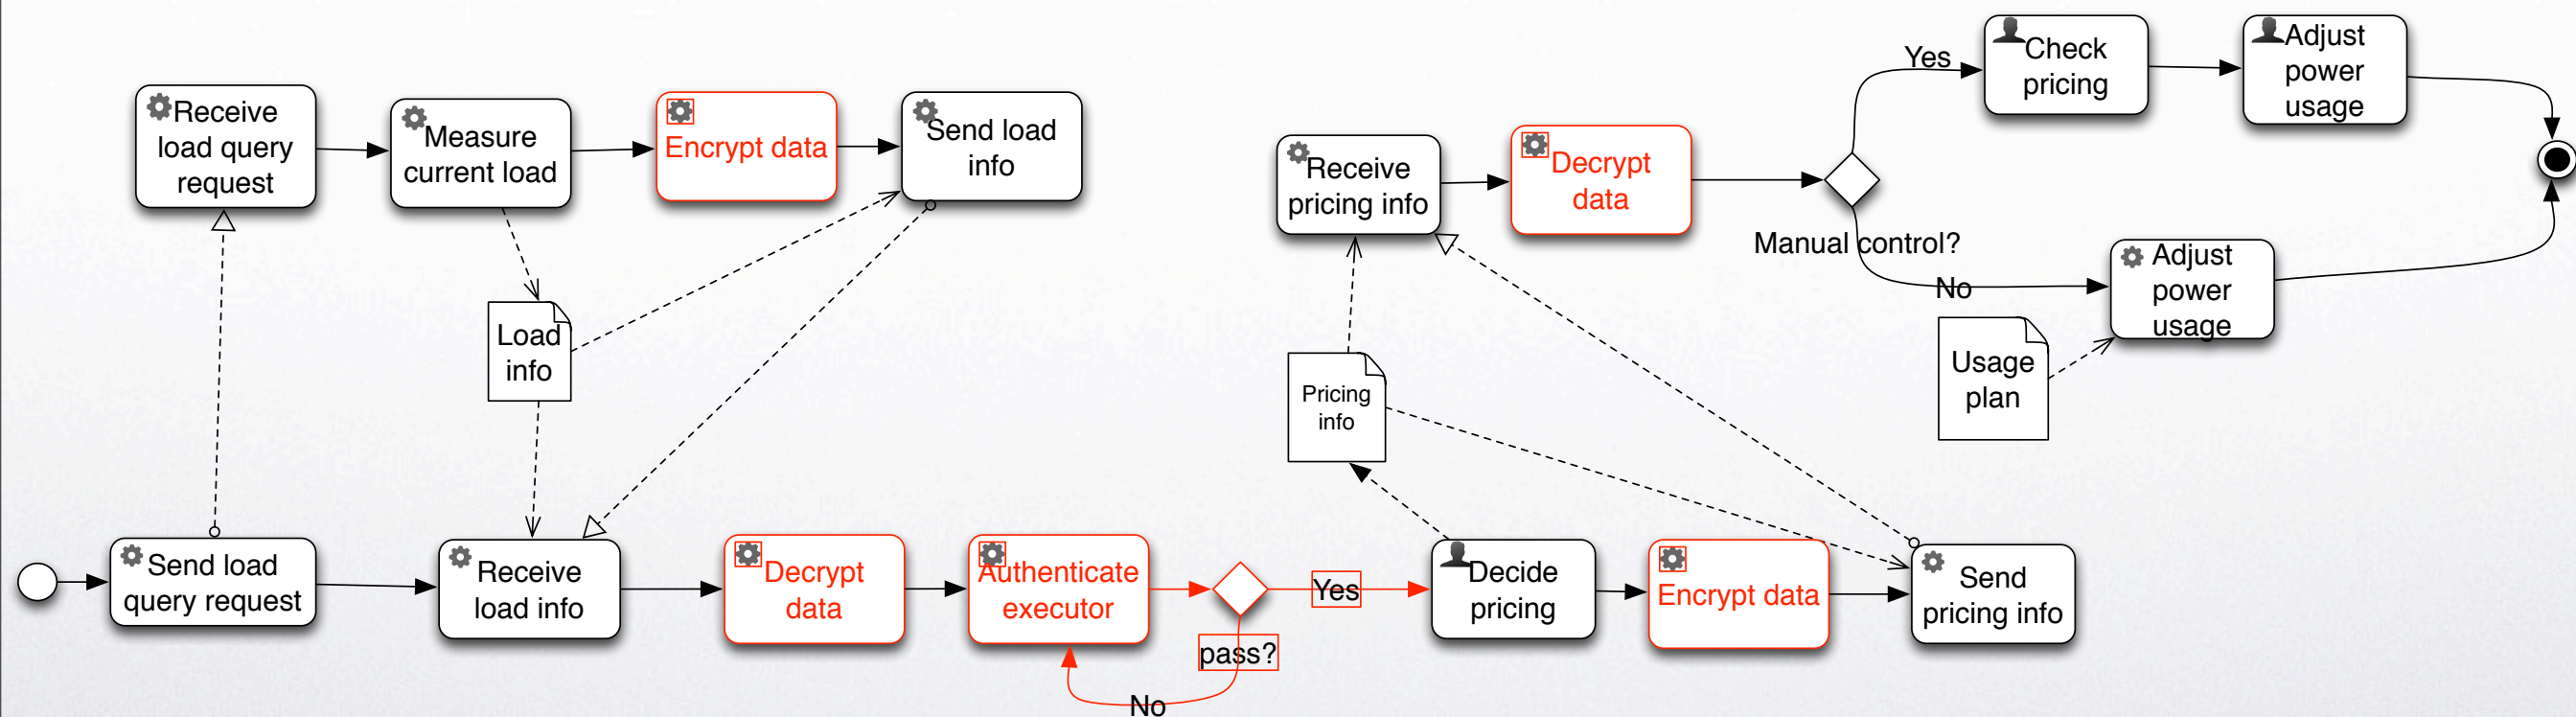 Receive
load query
request
Measure
current load
Encrypt data
Send load
info
Load
info
Send load
query request
Receive
load info
Decrypt
data
Authenticate
executor
pass?
Yes
No
Receive
pricing info
Decrypt
data
Manual control?
Yes
No
Check
pricing
Adjust
power
usage
Adjust
power
usage
Usage
plan
Pricing
info
Decide
pricing
Encrypt data
Send
pricing info